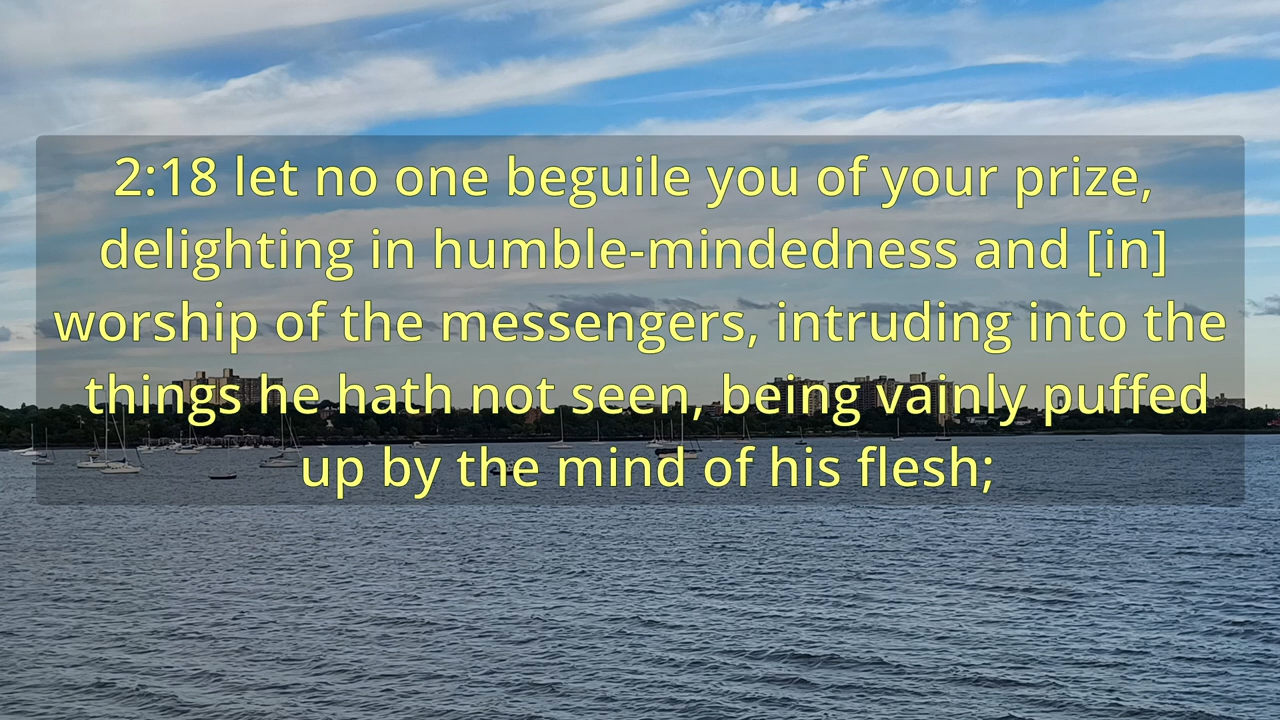 2:18 let no one beguile you of your prize,
delighting in humble-mindedness and [in]
worship of the messengers, intruding into the
things he hath not seen, being vainly puffed
up by the mind of his flesh;